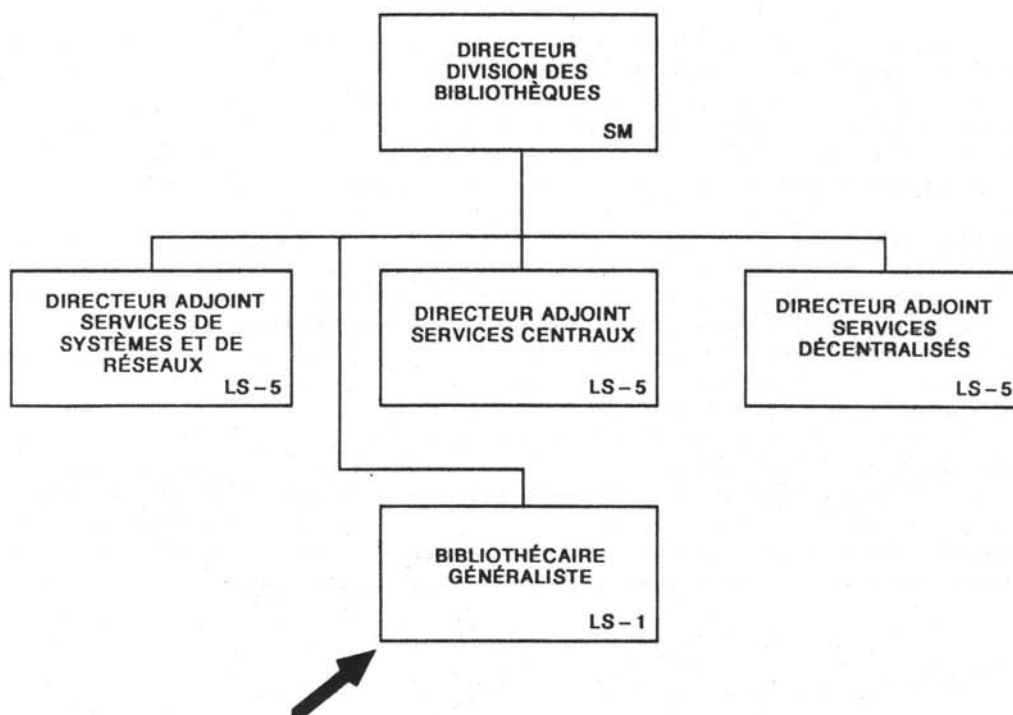 DIRECTEUR
DIVISION DES
BIBLIOTHÈQUES
SM
DIRECTEUR ADJOINT
SERVICES DE
SYSTÈMES ET DE
RÉSEAUX
LS – 5
DIRECTEUR ADJOINT
SERVICES CENTRAUX
LS – 5
DIRECTEUR ADJOINT
SERVICES
DÉCENTRALISÉS
LS – 5
BIBLIOTHÉCAIRE
GÉNÉRALISTE
LS – 1